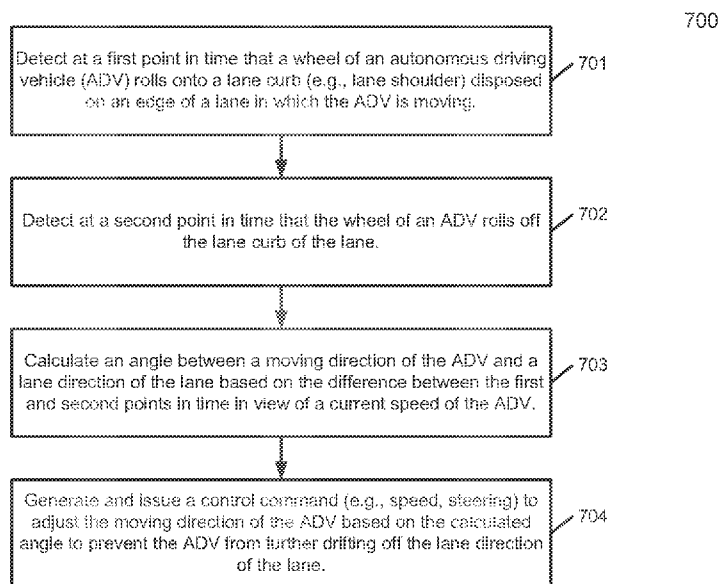 700
Detect at a first point in time that a wheel of an autonomous driving
vehicle (ADV) rolls onto a lane curb (e.g., lane shoulder) disposed
on an edge of a lane in which the ADV is moving.
701
Detect at a second point in time that the wheel of an ADV rolls off
the lane curb of the lane.
702
Calculate an angle between a moving direction of the ADV and a
lane direction of the lane based on the difference between the first
and second points in time in view of a current speed of the ADV.
703
Generate and issue a control command (e.g., speed, steering) to
adjust the moving direction of the ADV based on the calculated
angle to prevent the ADV from further drifting off the lane direction
of the lane.
704